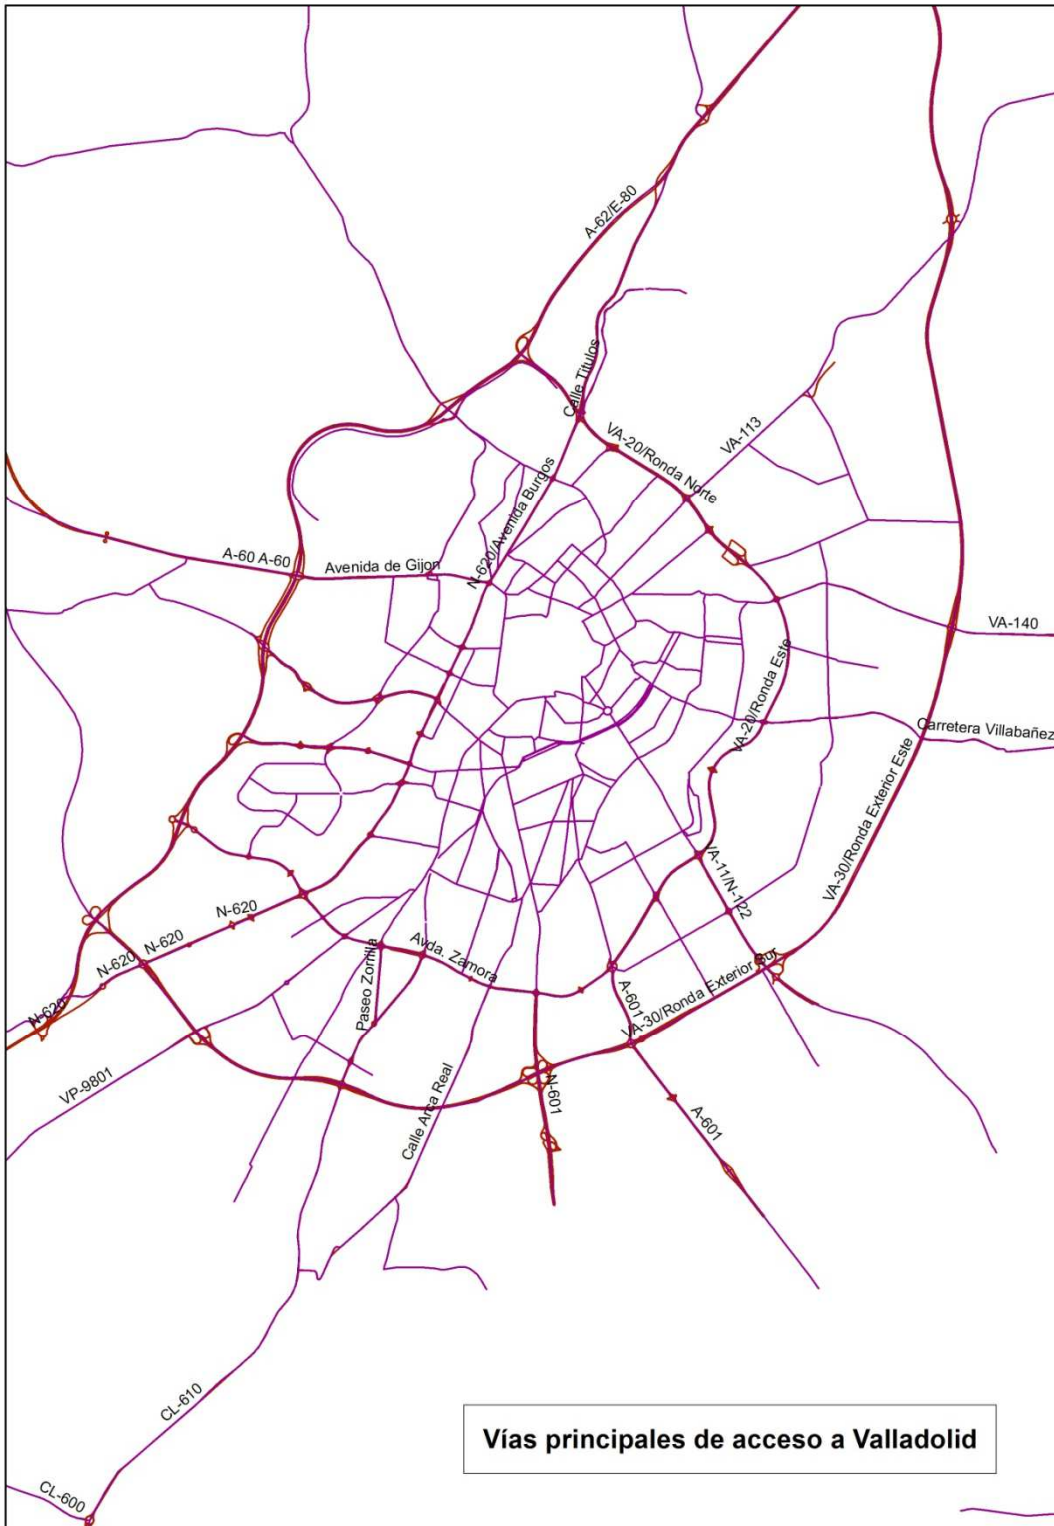 A-62/E-80
Calle Titulos
VA-20/Ronda Norte
VA-113
N-620/Avenida Burgos
A-60 A-60
Avenida de Gijon
VA-140
VA-20/Ronda Este
Carretera Villabañez
VA-30/Ronda Exterior Este
VA-11/N-122
N-620
N-620
N-620
N-620
Avda. Zamora
Paseo Zorrilla
A-601
VA-30/Ronda Exterior Sur
VP-9801
Calle Arca Real
N-601
A-601
CL-610
Vías principales de acceso a Valladolid
CL-600